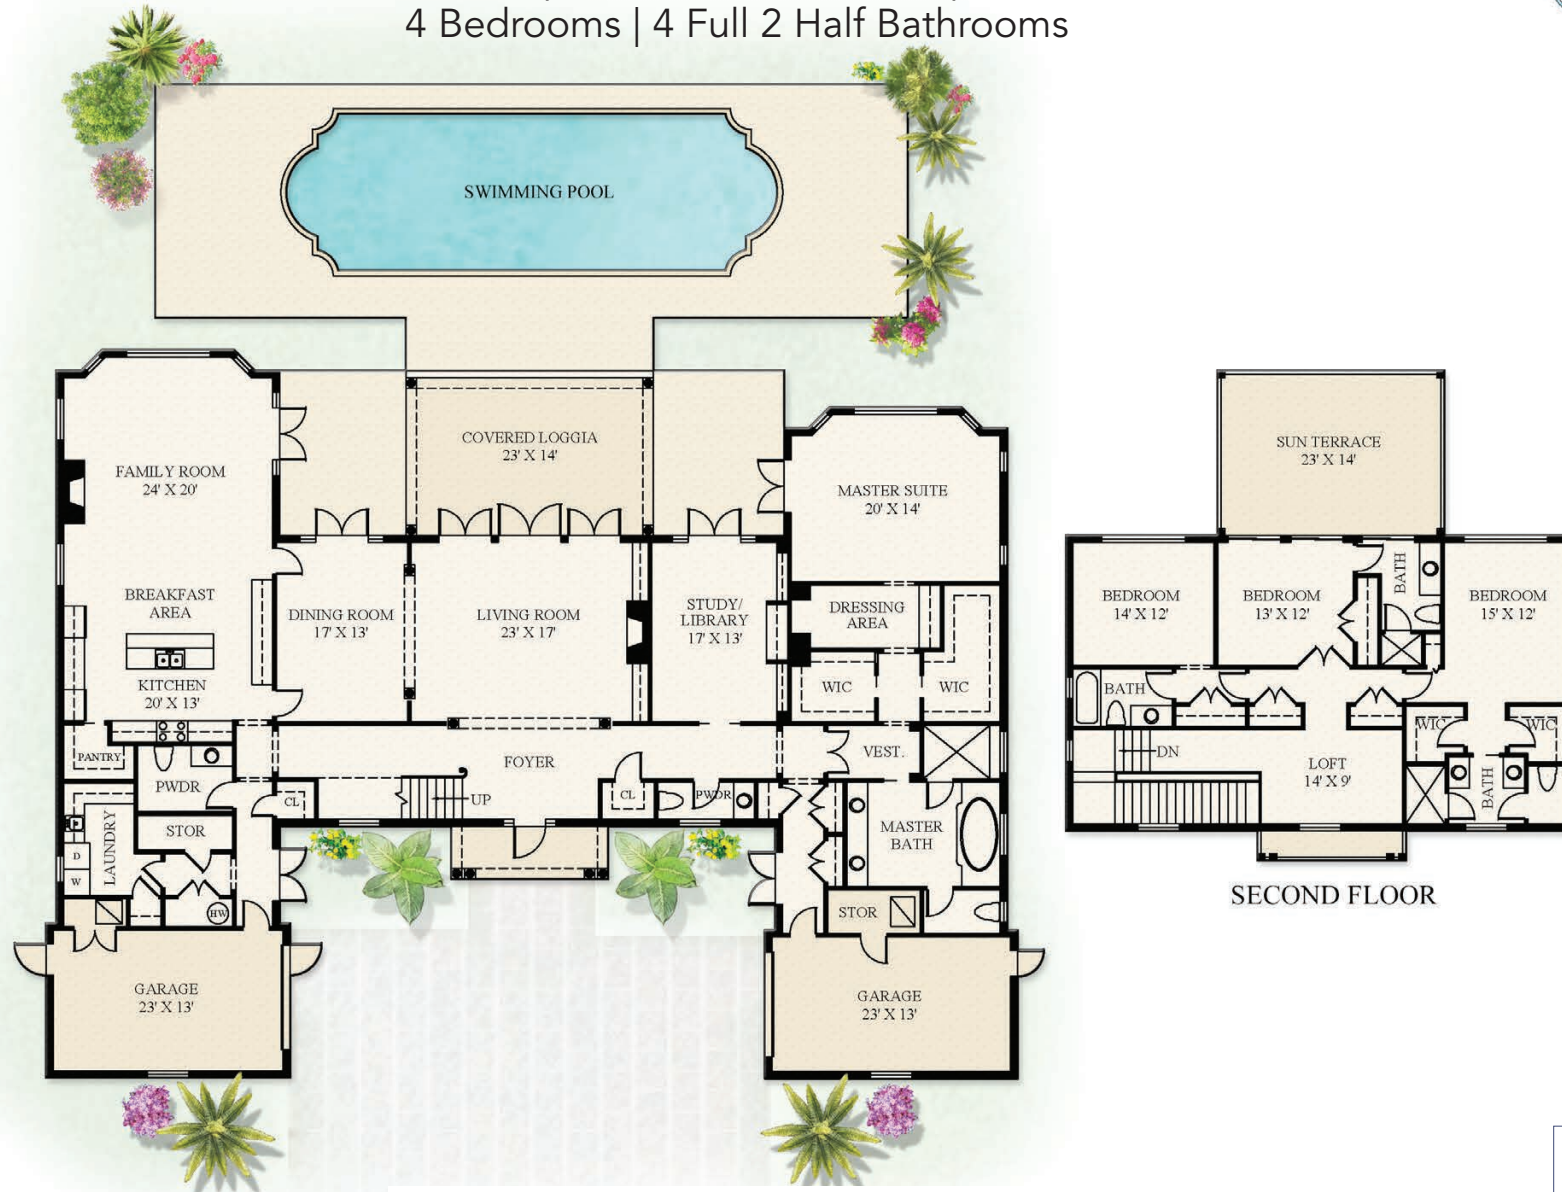 4 Bedrooms | 4 Full 2 Half Bathrooms
SWIMMING POOL
COVERED LOGGIA
23' X 14'
FAMILY ROOM
24' X 20'
MASTER SUITE
20' X 14'
BREAKFAST
AREA
DINING ROOM
17' X 13'
LIVING ROOM
23' X 17'
STUDY/
LIBRARY
17' X 13'
DRESSING
AREA
KITCHEN
20' X 13'
WIC
WIC
PANTRY
FOYER
VEST.
PWDR
CL
UP
CL
PWDR
STOR
LAUNDRY
D
W
HW
MASTER
BATH
STOR
GARAGE
23' X 13'
GARAGE
23' X 13'
SUN TERRACE
23' X 14'
BEDROOM
14' X 12'
BEDROOM
13' X 12'
BATH
BEDROOM
15' X 12'
BATH
WIC
WIC
DN
LOFT
14' X 9'
BATH
SECOND FLOOR